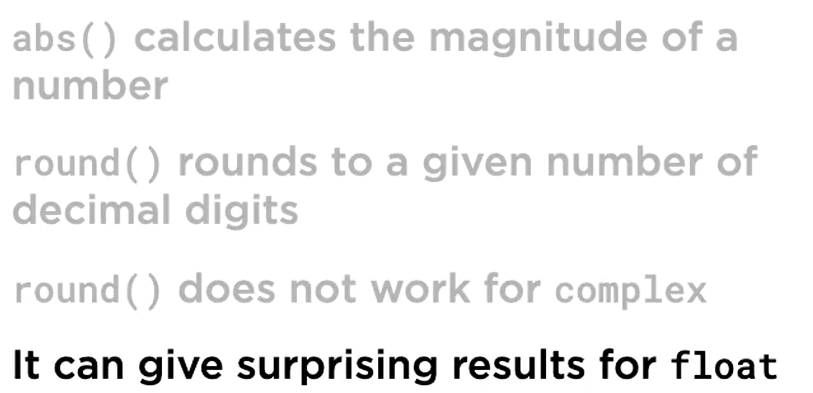 abs() calculates the magnitude of a
number
round() rounds to a given number of
decimal digits
round() does not work for complex
It can give surprising results for float